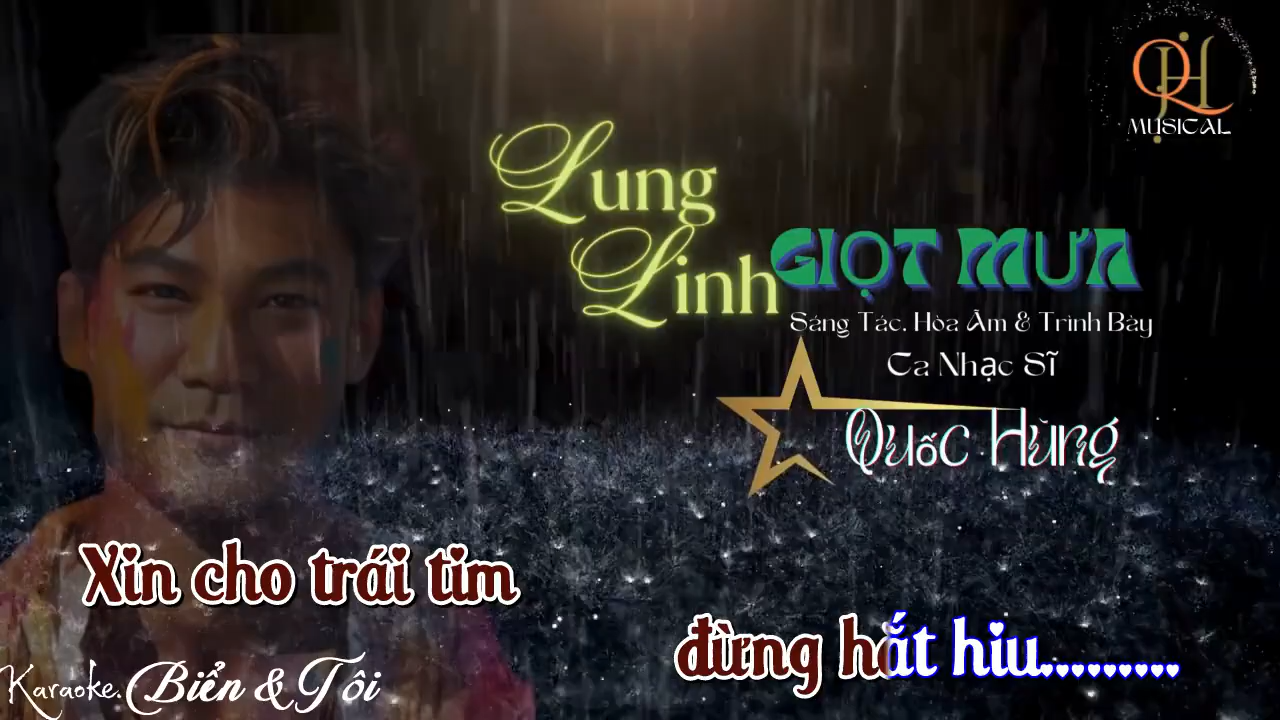 QH
MUSICAL
Lung
Linh
GIỌT MƯA
Sáng Tác, Hòa Âm & Trình Bày
Ca Nhạc Sĩ
Quốc Hùng
Xin cho trái tim
đừng hắt hiu.........
Karaoke. Biển & Tôi